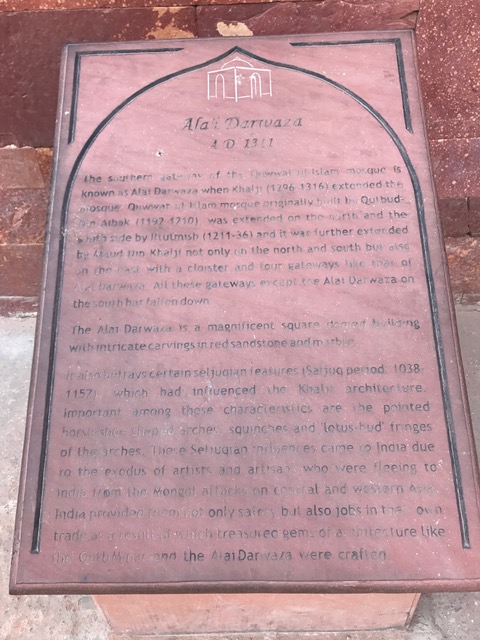 Ala'i Darwaza
A.D. 1311
The southern gateway of the Quwwat ul Islam mosque is
known as Alai Darwaza when Khalji (1296-1316) extended the
mosque. Quwwat ul Islam mosque originally built by Qutbud-
din Aibak (1192-1210) was extended on the north and the
south side by Iltutmish (1211-36) and it was further extended
by Alaud Din Khalji not only on the north and south but also
on the east with a cloister and four gateways like that of
Alai Darwaza. All these gateways except the Alai Darwaza on
the south har fallen down
The Alai Darwaza is a magnificent square domed building
with intricate carvings in red sandstone and marble.
It also betrays certain seljuqian feasures (Saljuq period, 1038-
1157), which had influenced the Khalji architecture.
Important among these characteristics are the pointed
horse-shoe shaped arches, squinches and 'lotus-bud' fringes
of the arches. These Seljuqian influences came to India due
to the exodus of artists and artisans who were fleeing to
India from the Mongol attacks on central and western Asia.
India provided them not only safety but also jobs in their own
trade as a result of which treasured gems of architecture like
the Qutb Minar and the Alai Darwaza were crafted.